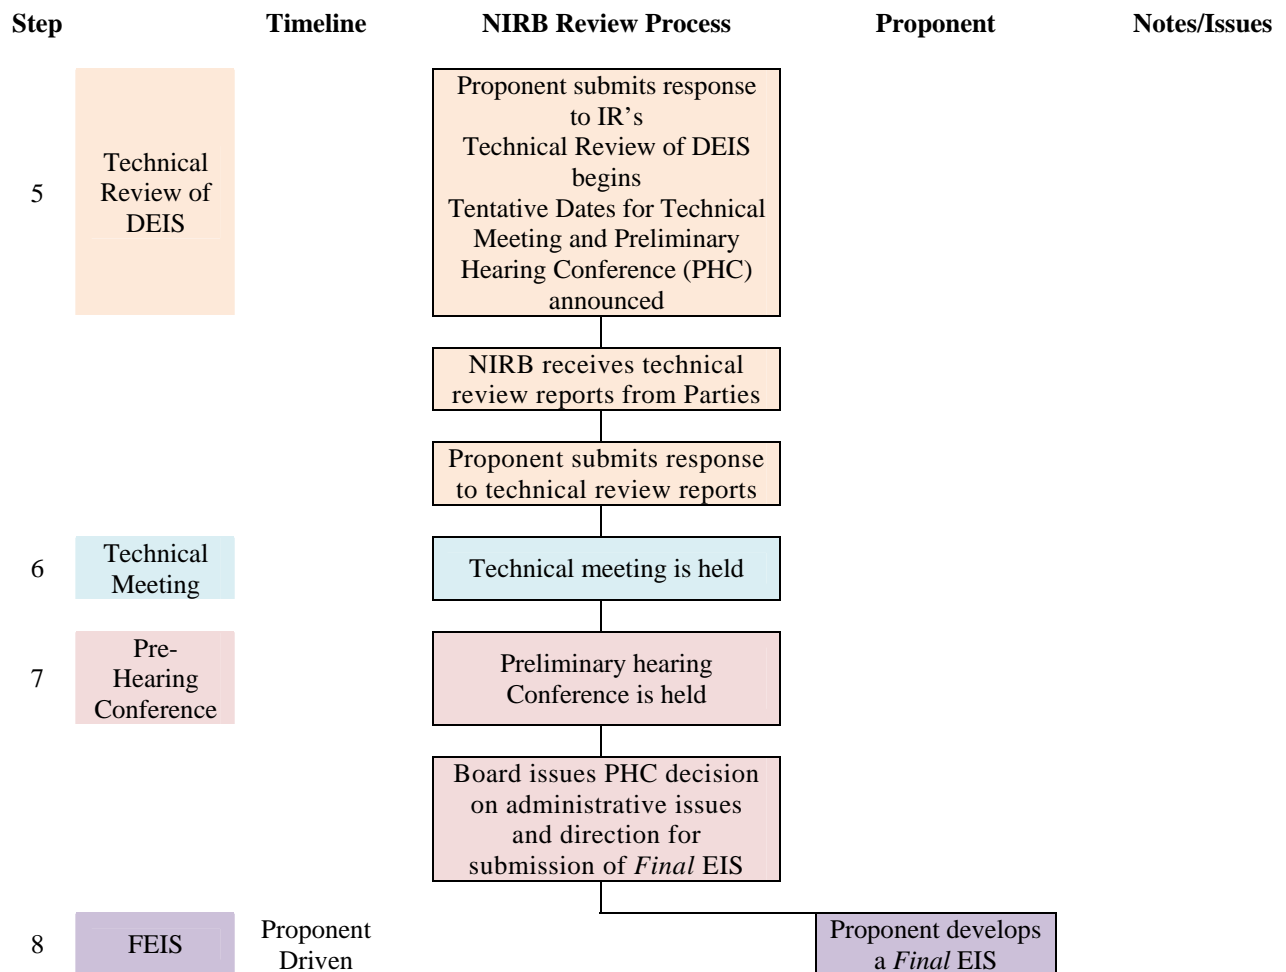 Step Timeline NIRB Review Process Proponent Notes/Issues
5
Technical
Review of
DEIS
Proponent submits response
to IR's
Technical Review of DEIS
begins
Tentative Dates for Technical
Meeting and Preliminary
Hearing Conference (PHC)
announced
NIRB receives technical
review reports from Parties
Proponent submits response
to technical review reports
6
Technical
Meeting
Technical meeting is held
7
Pre-
Hearing
Conference
Preliminary hearing
Conference is held
Board issues PHC decision
on administrative issues
and direction for
submission of Final EIS
8
FEIS
Proponent
Driven
Proponent develops
a Final EIS